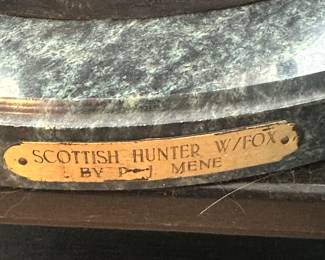 SCOTTISH HUNTER W/FOX
BY P J MENE